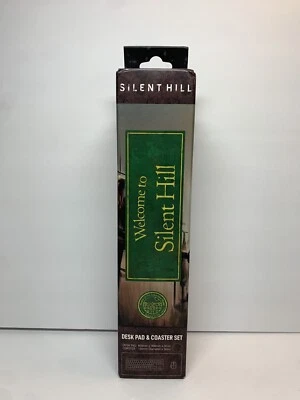 SILENT HILL
Welcome to
Silent Hill
DESK PAD & COASTER SET